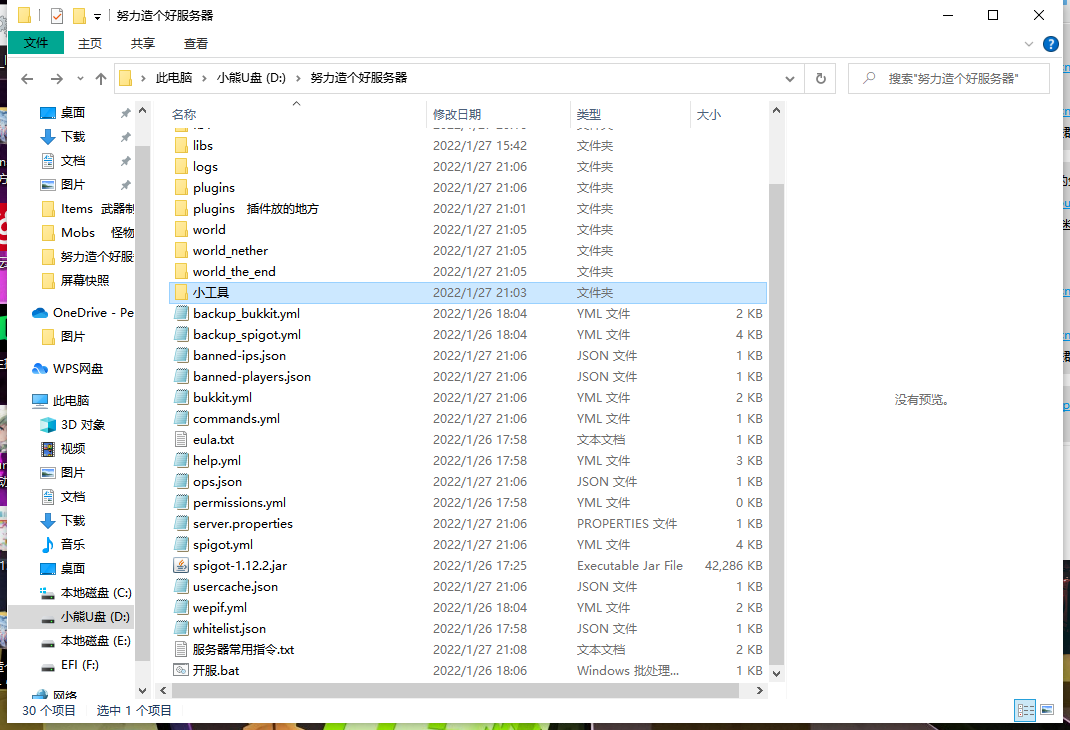 努力造个好服务器
文件 主页 共享 查看
此电脑 › 小熊U盘 (D:) › 努力造个好服务器
搜索"努力造个好服务器"
名称 修改日期 类型 大小
桌面
下载
文档
图片
Items 武器制
Mobs 怪物
努力造个好服
屏幕快照
OneDrive - Pe
图片
WPS网盘
此电脑
3D 对象
视频
图片
文档
下载
音乐
桌面
本地磁盘 (C:)
小熊U盘 (D:)
本地磁盘 (E:)
EFI (F:)
网络
libs 2022/1/27 15:42 文件夹
logs 2022/1/27 21:06 文件夹
plugins 2022/1/27 21:06 文件夹
plugins 插件放的地方 2022/1/27 21:01 文件夹
world 2022/1/27 21:05 文件夹
world_nether 2022/1/27 21:05 文件夹
world_the_end 2022/1/27 21:05 文件夹
小工具 2022/1/27 21:03 文件夹
backup_bukkit.yml 2022/1/26 18:04 YML 文件 2 KB
backup_spigot.yml 2022/1/26 18:04 YML 文件 4 KB
banned-ips.json 2022/1/27 21:06 JSON 文件 1 KB
banned-players.json 2022/1/27 21:06 JSON 文件 1 KB
bukkit.yml 2022/1/27 21:06 YML 文件 2 KB
commands.yml 2022/1/27 21:06 YML 文件 1 KB
eula.txt 2022/1/26 17:58 文本文档 1 KB
help.yml 2022/1/26 17:58 YML 文件 3 KB
ops.json 2022/1/27 21:06 JSON 文件 1 KB
permissions.yml 2022/1/26 17:58 YML 文件 0 KB
server.properties 2022/1/27 21:06 PROPERTIES 文件 1 KB
spigot.yml 2022/1/27 21:06 YML 文件 4 KB
spigot-1.12.2.jar 2022/1/26 17:25 Executable Jar File 42,286 KB
usercache.json 2022/1/27 21:06 JSON 文件 1 KB
wepif.yml 2022/1/26 18:04 YML 文件 2 KB
whitelist.json 2022/1/26 17:58 JSON 文件 1 KB
服务器常用指令.txt 2022/1/27 21:08 文本文档 2 KB
开服.bat 2022/1/26 18:06 Windows 批处理... 1 KB
没有预览。
30 个项目 选中 1 个项目